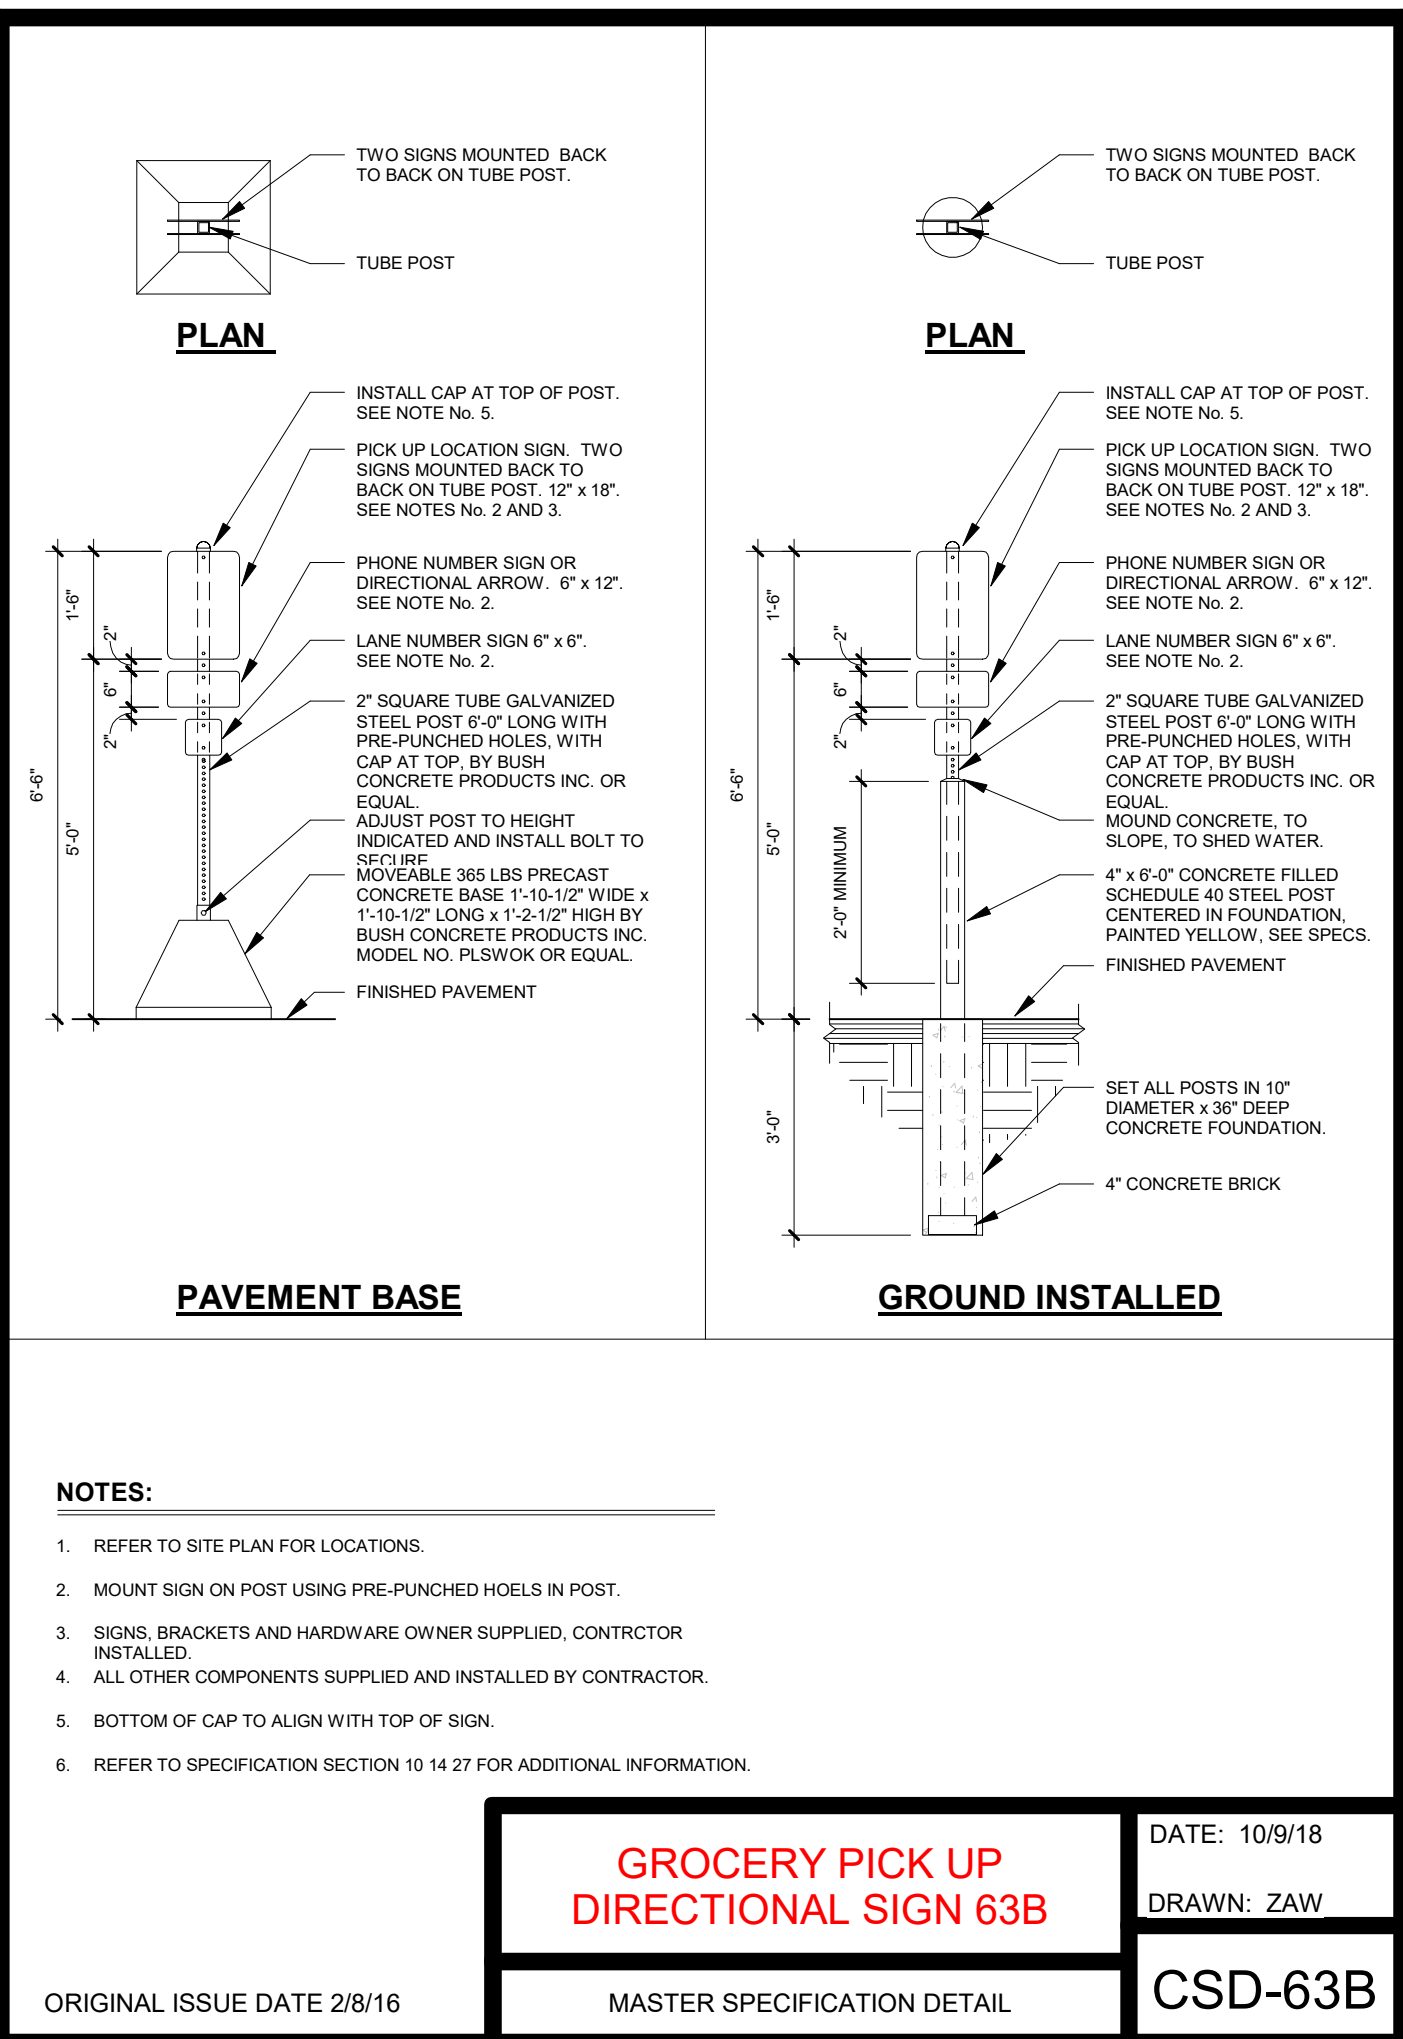 TWO SIGNS MOUNTED  BACK
TO BACK ON TUBE POST.
TUBE POST
PLAN
INSTALL CAP AT TOP OF POST.
SEE NOTE No. 5.
PICK UP LOCATION SIGN.  TWO
SIGNS MOUNTED BACK TO
BACK ON TUBE POST. 12" x 18".
SEE NOTES No. 2 AND 3.
PHONE NUMBER SIGN OR
DIRECTIONAL ARROW.  6" x 12".
SEE NOTE No. 2.
LANE NUMBER SIGN 6" x 6".
SEE NOTE No. 2.
2" SQUARE TUBE GALVANIZED
STEEL POST 6'-0" LONG WITH
PRE-PUNCHED HOLES, WITH
CAP AT TOP, BY BUSH
CONCRETE PRODUCTS INC. OR
EQUAL.
ADJUST POST TO HEIGHT
INDICATED AND INSTALL BOLT TO
SECURE
MOVEABLE 365 LBS PRECAST
CONCRETE BASE 1'-10-1/2" WIDE x
1'-10-1/2" LONG x 1'-2-1/2" HIGH BY
BUSH CONCRETE PRODUCTS INC.
MODEL NO. PLSWOK OR EQUAL.
FINISHED PAVEMENT
1'-6"
2"
6"
2"
6'-6"
5'-0"
PAVEMENT BASE
TWO SIGNS MOUNTED  BACK
TO BACK ON TUBE POST.
TUBE POST
PLAN
INSTALL CAP AT TOP OF POST.
SEE NOTE No. 5.
PICK UP LOCATION SIGN.  TWO
SIGNS MOUNTED BACK TO
BACK ON TUBE POST. 12" x 18".
SEE NOTES No. 2 AND 3.
PHONE NUMBER SIGN OR
DIRECTIONAL ARROW.  6" x 12".
SEE NOTE No. 2.
LANE NUMBER SIGN 6" x 6".
SEE NOTE No. 2.
2" SQUARE TUBE GALVANIZED
STEEL POST 6'-0" LONG WITH
PRE-PUNCHED HOLES, WITH
CAP AT TOP, BY BUSH
CONCRETE PRODUCTS INC. OR
EQUAL.
MOUND CONCRETE, TO
SLOPE, TO SHED WATER.
4" x 6'-0" CONCRETE FILLED
SCHEDULE 40 STEEL POST
CENTERED IN FOUNDATION,
PAINTED YELLOW, SEE SPECS.
FINISHED PAVEMENT
SET ALL POSTS IN 10"
DIAMETER x 36" DEEP
CONCRETE FOUNDATION.
4" CONCRETE BRICK
1'-6"
2"
6"
2"
6'-6"
5'-0"
2'-0" MINIMUM
3'-0"
GROUND INSTALLED
NOTES:
1. REFER TO SITE PLAN FOR LOCATIONS.
2. MOUNT SIGN ON POST USING PRE-PUNCHED HOELS IN POST.
3. SIGNS, BRACKETS AND HARDWARE OWNER SUPPLIED, CONTRCTOR
INSTALLED.
4. ALL OTHER COMPONENTS SUPPLIED AND INSTALLED BY CONTRACTOR.
5. BOTTOM OF CAP TO ALIGN WITH TOP OF SIGN.
6. REFER TO SPECIFICATION SECTION 10 14 27 FOR ADDITIONAL INFORMATION.
GROCERY PICK UP
DIRECTIONAL SIGN 63B
DATE:  10/9/18
DRAWN:  ZAW
ORIGINAL ISSUE DATE 2/8/16
MASTER SPECIFICATION DETAIL
CSD-63B